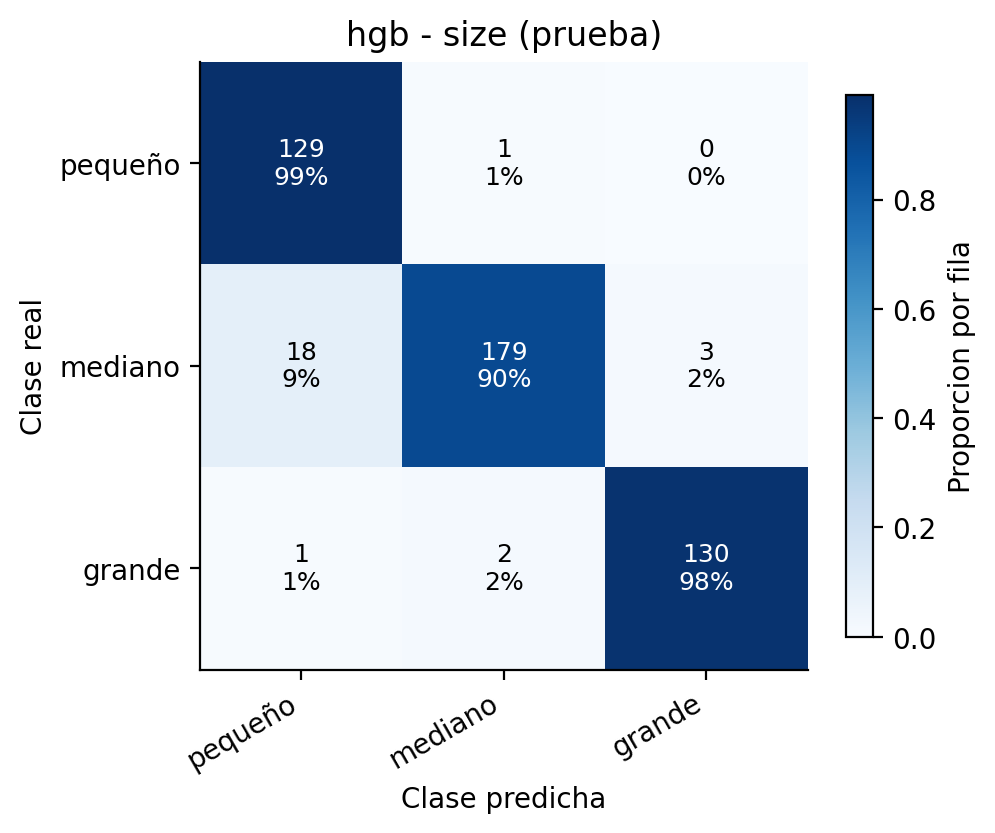 hgb - size (prueba)
pequeño
129
99%
1
1%
0
0%
mediano
18
9%
179
90%
3
2%
grande
1
1%
2
2%
130
98%
Clase real
pequeño
mediano
grande
Clase predicha
0.8
0.6
0.4
0.2
0.0
Proporcion por fila